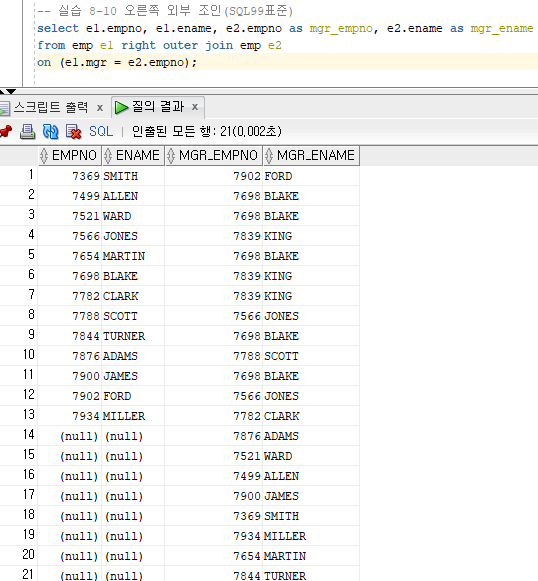 -- 실습 8-10 오른쪽 외부 조인(SQL99표준)
select e1.empno, e1.ename, e2.empno as mgr_empno, e2.ename as mgr_ename
from emp e1 right outer join emp e2
on (e1.mgr = e2.empno);
스크립트 출력 x 질의 결과 x
SQL | 인출된 모든 행: 21(0,002초)
EMPNO ENAME MGR_EMPNO MGR_ENAME
1 7369 SMITH 7902 FORD
2 7499 ALLEN 7698 BLAKE
3 7521 WARD 7698 BLAKE
4 7566 JONES 7839 KING
5 7654 MARTIN 7698 BLAKE
6 7698 BLAKE 7839 KING
7 7782 CLARK 7839 KING
8 7788 SCOTT 7566 JONES
9 7844 TURNER 7698 BLAKE
10 7876 ADAMS 7788 SCOTT
11 7900 JAMES 7698 BLAKE
12 7902 FORD 7566 JONES
13 7934 MILLER 7782 CLARK
14 (null) (null) 7876 ADAMS
15 (null) (null) 7521 WARD
16 (null) (null) 7499 ALLEN
17 (null) (null) 7900 JAMES
18 (null) (null) 7369 SMITH
19 (null) (null) 7934 MILLER
20 (null) (null) 7654 MARTIN
21 (null) (null) 7844 TURNER